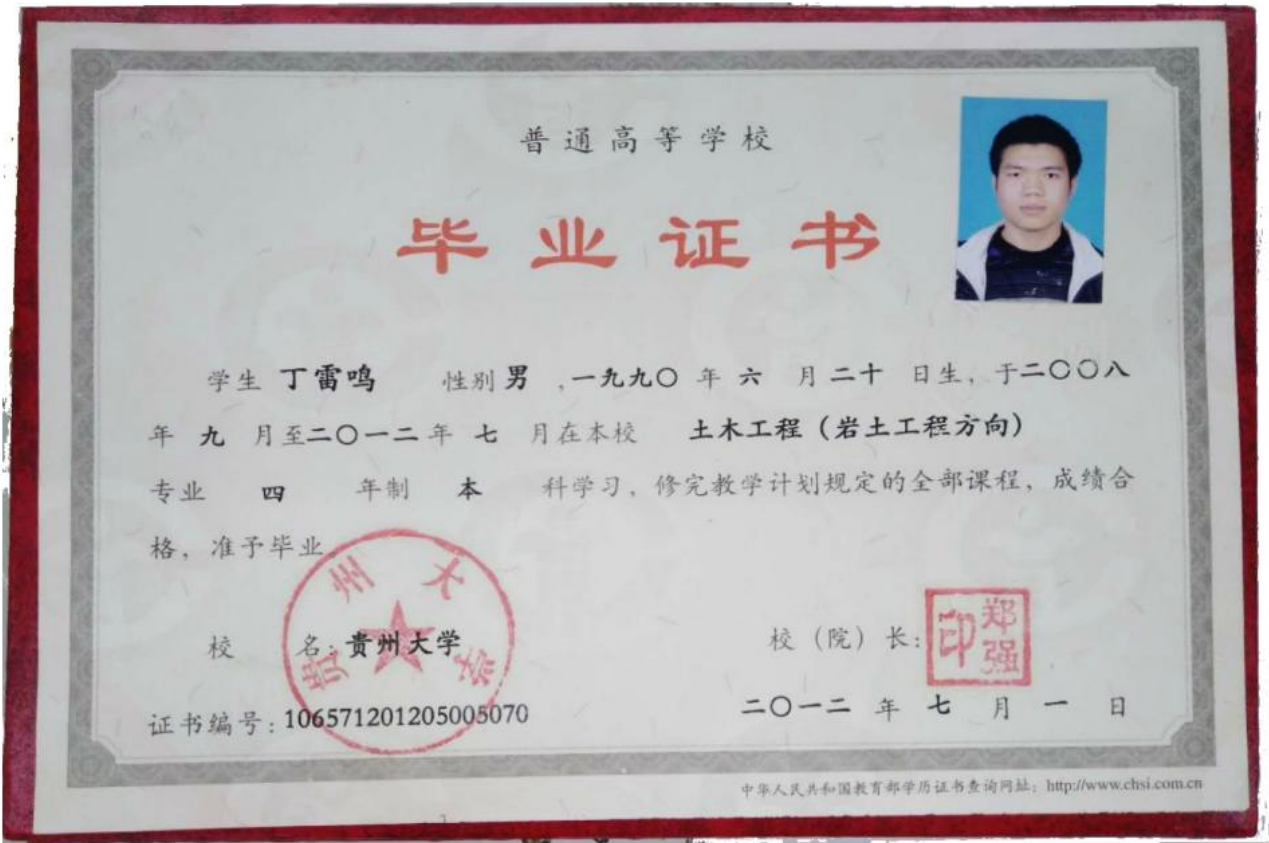 普通高等学校
毕业证书
学生 丁雷鸣 性别 男 ,一九九〇 年 六 月 二十 日生, 于二〇〇八
年 九 月至二〇一二年 七 月在本校 土木工程（岩土工程方向）
专业 四 年制 本 科学习, 修完教学计划规定的全部课程, 成绩合
格, 准予毕业
贵州大学
校 名: 贵州大学
校（院）长:
郑强印
证书编号: 106571201205005070
二〇一二 年 七 月 一 日
中华人民共和国教育部学历证书查询网址: http://www.chsi.com.cn